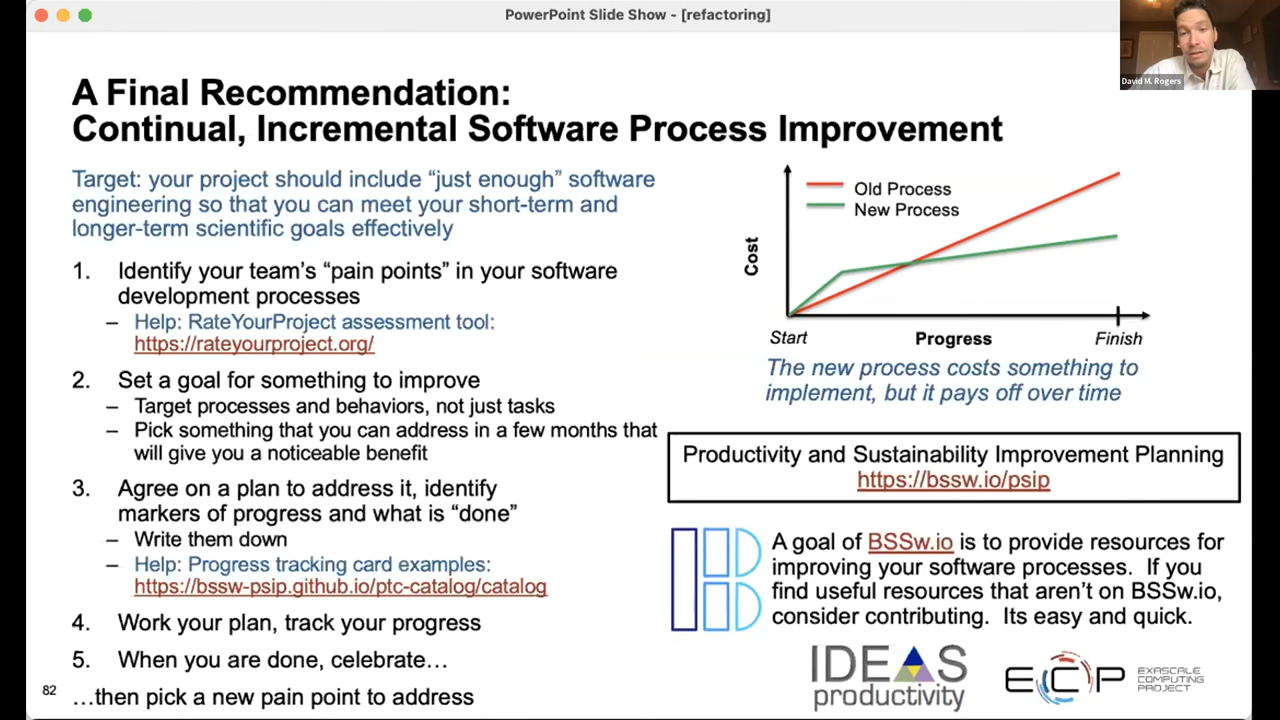 PowerPoint Slide Show - [refactoring]
David M. Rogers
A Final Recommendation:
Continual, Incremental Software Process Improvement
Target: your project should include “just enough” software
engineering so that you can meet your short-term and
longer-term scientific goals effectively
1. Identify your team’s “pain points” in your software
development processes
– Help: RateYourProject assessment tool:
https://rateyourproject.org/
2. Set a goal for something to improve
– Target processes and behaviors, not just tasks
– Pick something that you can address in a few months that
will give you a noticeable benefit
3. Agree on a plan to address it, identify
markers of progress and what is “done”
– Write them down
– Help: Progress tracking card examples:
https://bssw-psip.github.io/ptc-catalog/catalog
4. Work your plan, track your progress
5. When you are done, celebrate…
…then pick a new pain point to address
82
Old Process
New Process
Cost
Start
Progress
Finish
The new process costs something to
implement, but it pays off over time
Productivity and Sustainability Improvement Planning
https://bssw.io/psip
A goal of BSSw.io is to provide resources for
improving your software processes. If you
find useful resources that aren’t on BSSw.io,
consider contributing. Its easy and quick.
IDEAS
productivity
ECP
EXASCALE
COMPUTING
PROJECT